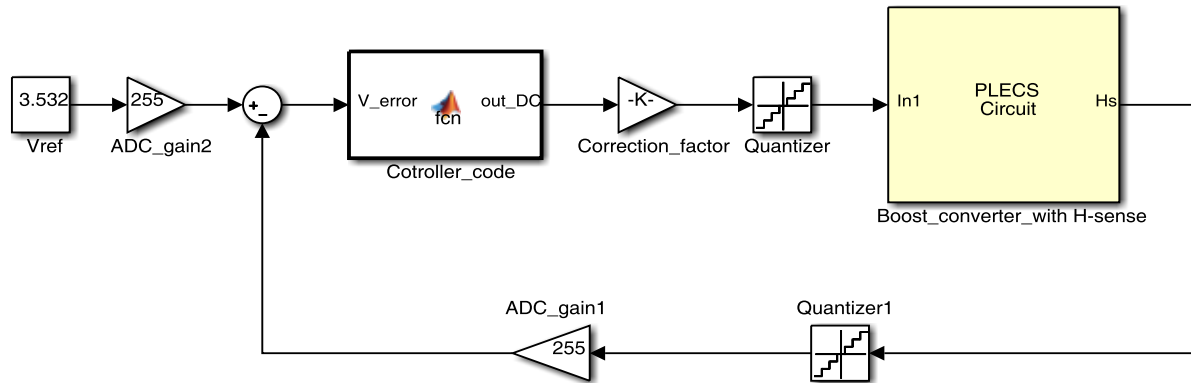 3.532
Vref
255
ADC_gain2
V_error
fcn
out_DC
Cotroller_code
-K-
Correction_factor
Quantizer
In1
PLECS
Circuit
Hs
Boost_converter_with H-sense
ADC_gain1
255
Quantizer1